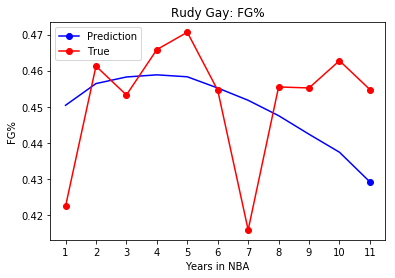 Rudy Gay: FG%
Prediction
True
0.47
0.46
0.45
0.44
0.43
0.42
FG%
1 2 3 4 5 6 7 8 9 10 11
Years in NBA